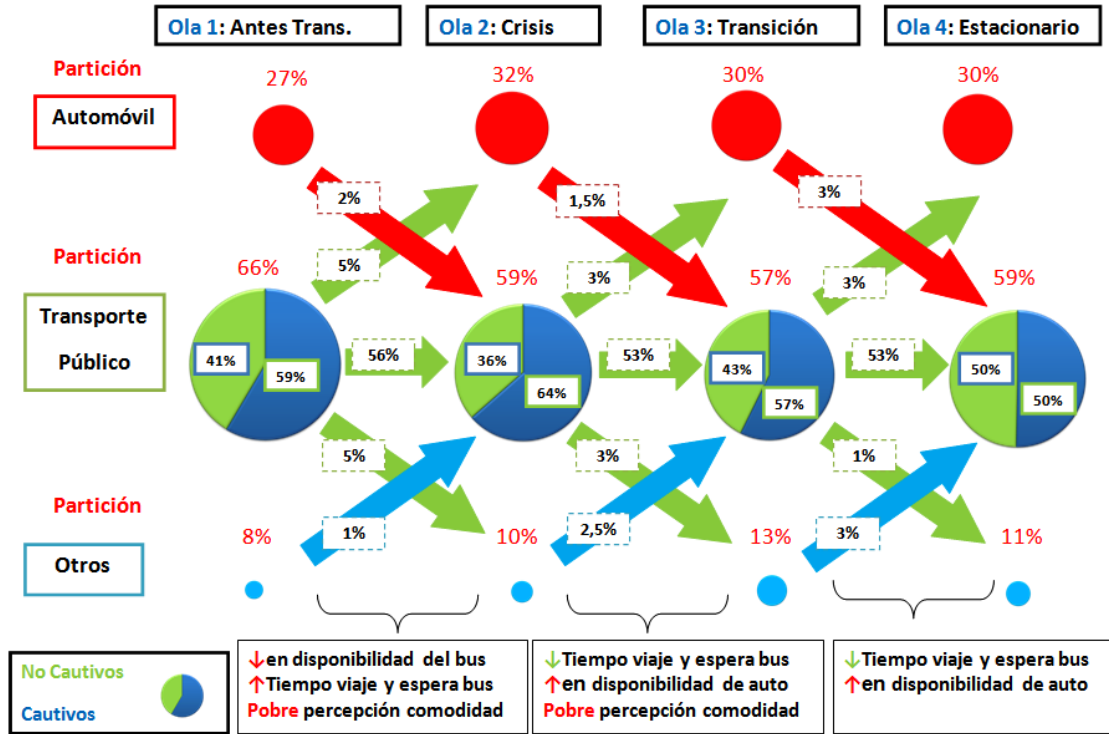 Ola 1: Antes Trans.
Ola 2: Crisis
Ola 3: Transición
Ola 4: Estacionario
Partición
Automóvil
27%
32%
30%
30%
2%
5%
1,5%
3%
3%
3%
Partición
Transporte
Público
66%
59%
57%
59%
41%
59%
56%
36%
64%
53%
43%
57%
53%
50%
50%
5%
1%
3%
2,5%
1%
3%
Partición
Otros
8%
10%
13%
11%
No Cautivos
Cautivos
↓en disponibilidad del bus
↑Tiempo viaje y espera bus
Pobre percepción comodidad
↓Tiempo viaje y espera bus
↑en disponibilidad de auto
Pobre percepción comodidad
↓Tiempo viaje y espera bus
↑en disponibilidad de auto